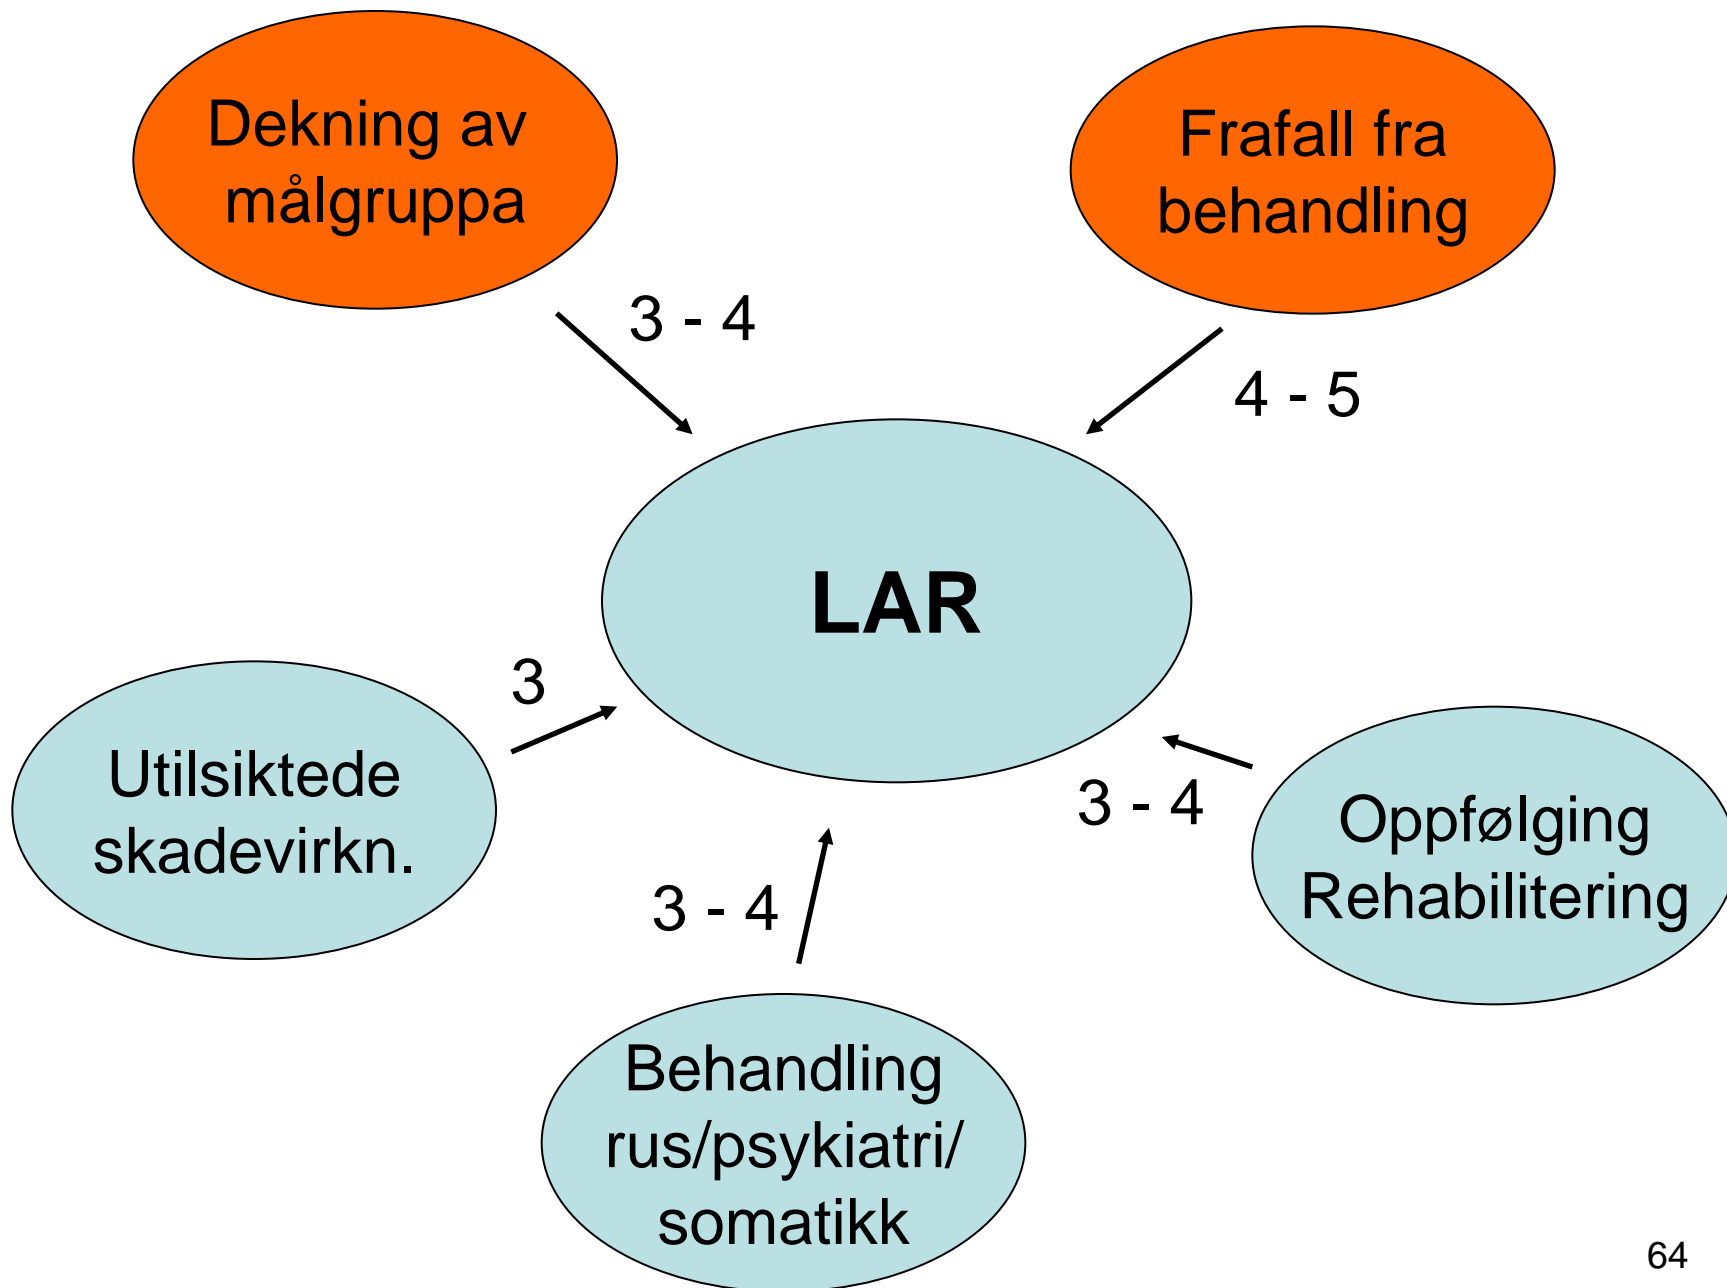 Dekning av
målgruppa
Frafall fra
behandling
3 - 4
4 - 5
LAR
3
Utilsiktede
skadevirkn.
3 - 4
Oppfølging
Rehabilitering
3 - 4
Behandling
rus/psykiatri/
somatikk
64